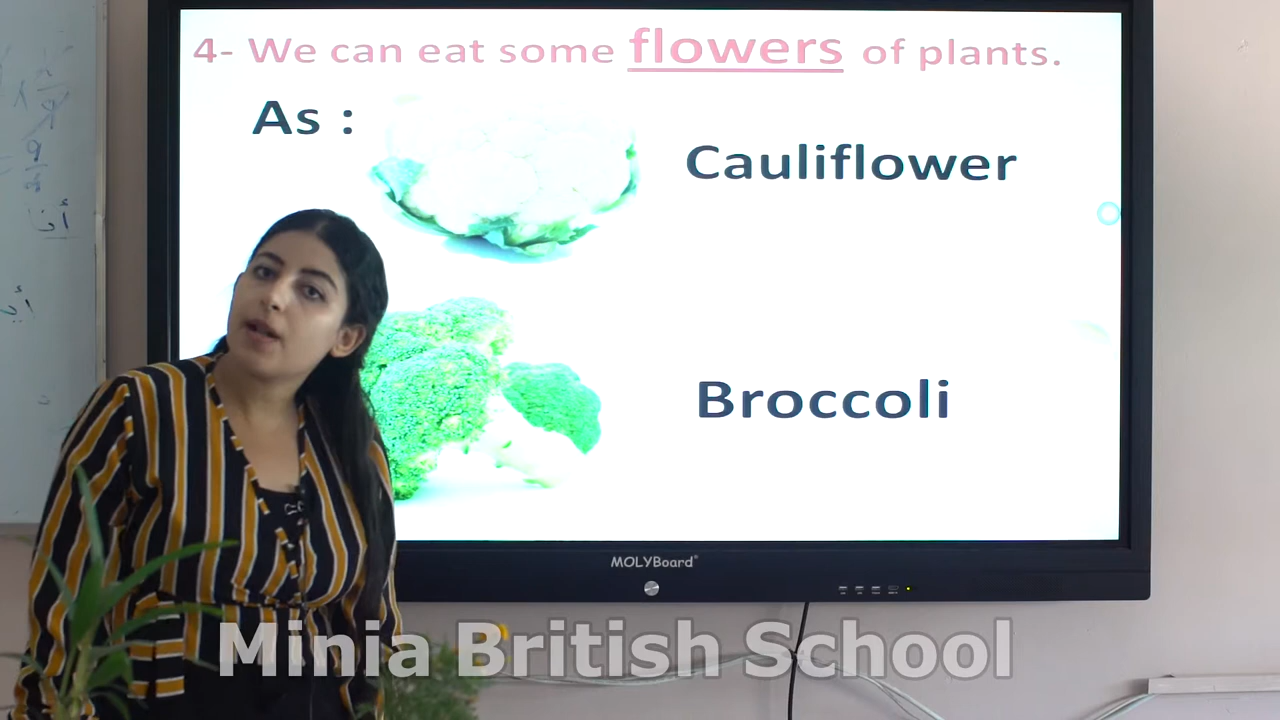 4- We can eat some flowers of plants.
As :
Cauliflower
Broccoli
MOLYBoard
Minia British School